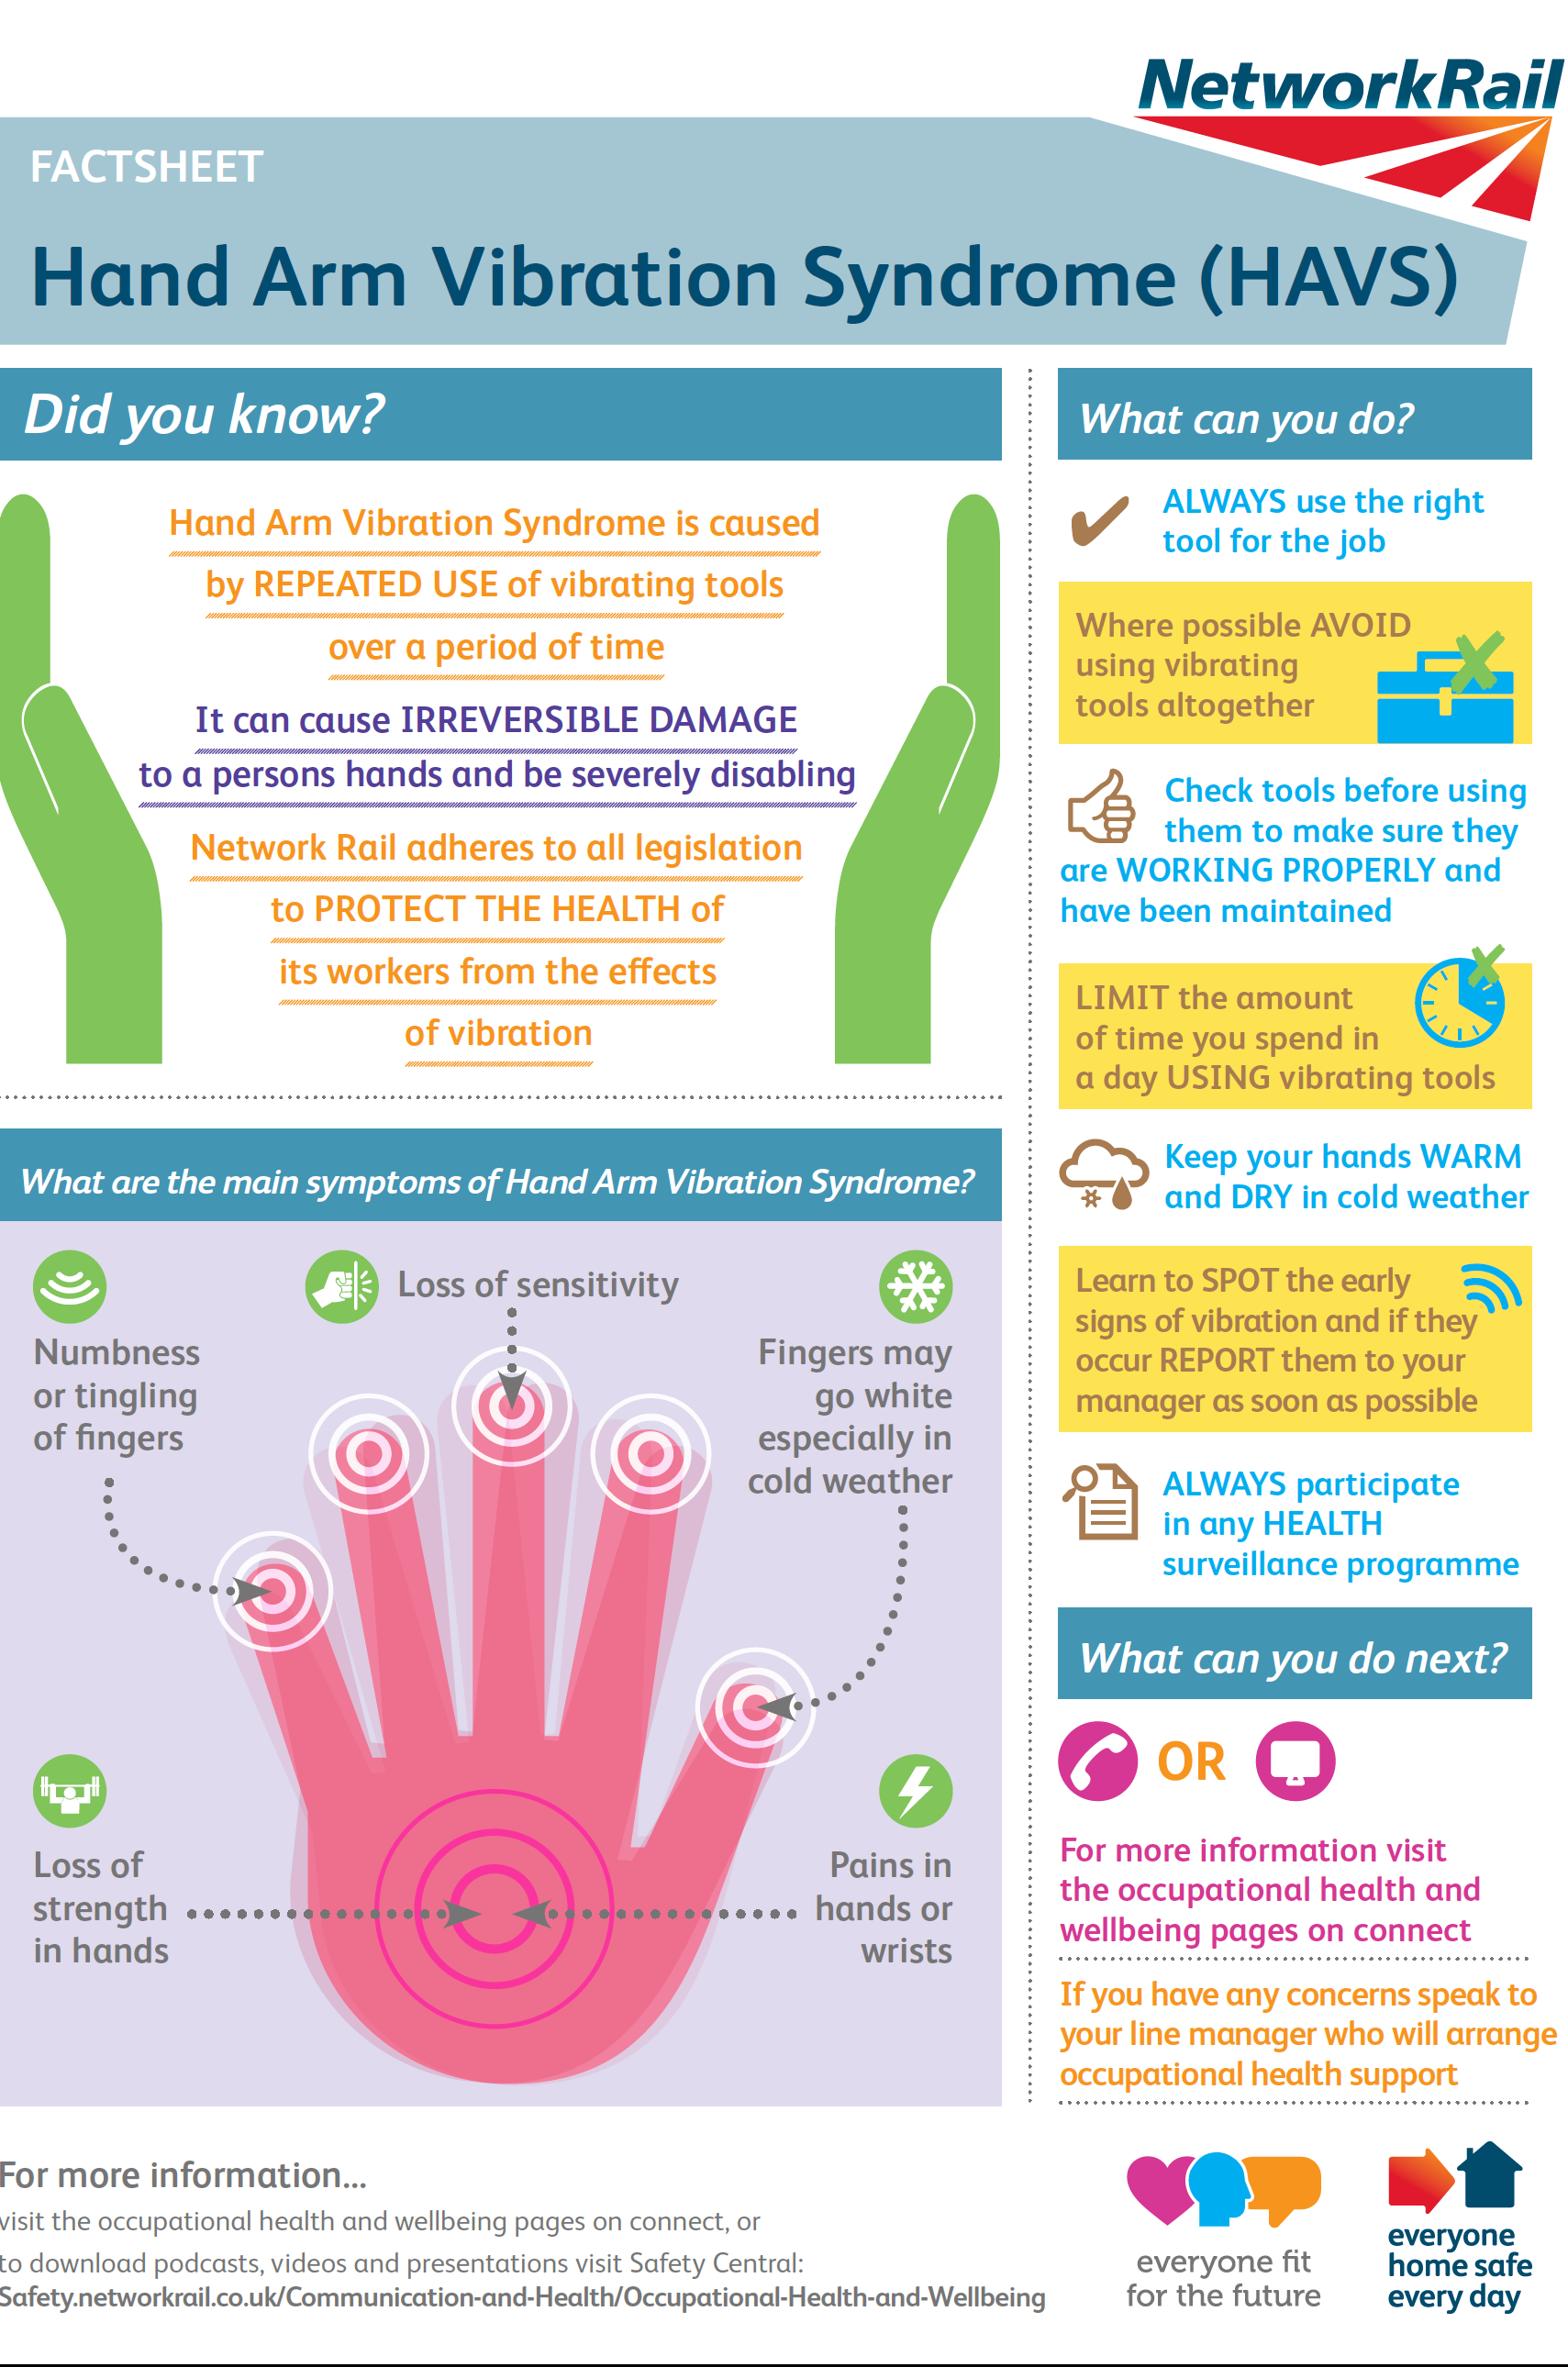 NetworkRail
FACTSHEET
Hand Arm Vibration Syndrome (HAVS)
Did you know?
Hand Arm Vibration Syndrome is caused
by REPEATED USE of vibrating tools
over a period of time
It can cause IRREVERSIBLE DAMAGE
to a persons hands and be severely disabling
Network Rail adheres to all legislation
to PROTECT THE HEALTH of
its workers from the effects
of vibration
What are the main symptoms of Hand Arm Vibration Syndrome?
Numbness
or tingling
of fingers
Loss of sensitivity
Fingers may
go white
especially in
cold weather
Loss of
strength
in hands
Pains in
hands or
wrists
What can you do?
ALWAYS use the right
tool for the job
Where possible AVOID
using vibrating
tools altogether
Check tools before using
them to make sure they
are WORKING PROPERLY and
have been maintained
LIMIT the amount
of time you spend in
a day USING vibrating tools
Keep your hands WARM
and DRY in cold weather
Learn to SPOT the early
signs of vibration and if they
occur REPORT them to your
manager as soon as possible
ALWAYS participate
in any HEALTH
surveillance programme
What can you do next?
OR
For more information visit
the occupational health and
wellbeing pages on connect
If you have any concerns speak to
your line manager who will arrange
occupational health support
For more information...
visit the occupational health and wellbeing pages on connect, or
to download podcasts, videos and presentations visit Safety Central:
Safety.networkrail.co.uk/Communication-and-Health/Occupational-Health-and-Wellbeing
everyone fit
for the future
everyone
home safe
every day